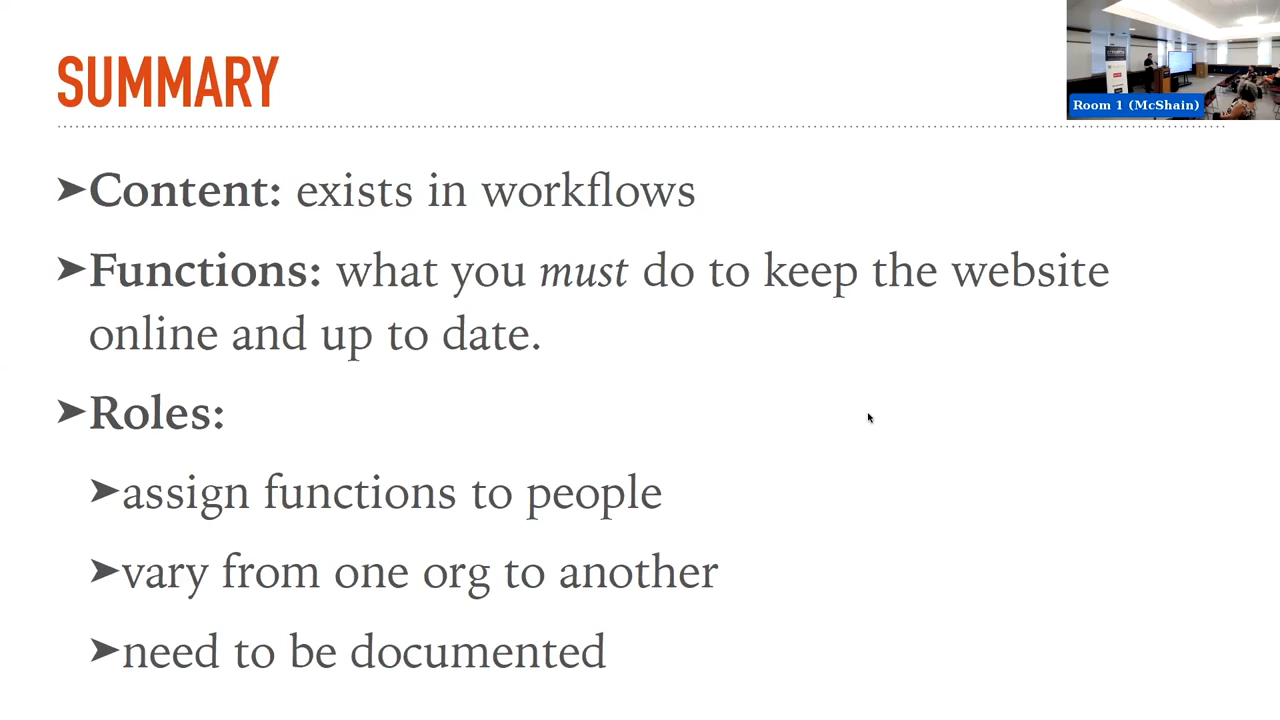 SUMMARY
Room 1 (McShain)
➤Content: exists in workflows
➤Functions: what you must do to keep the website
online and up to date.
➤Roles:
➤assign functions to people
➤vary from one org to another
➤need to be documented